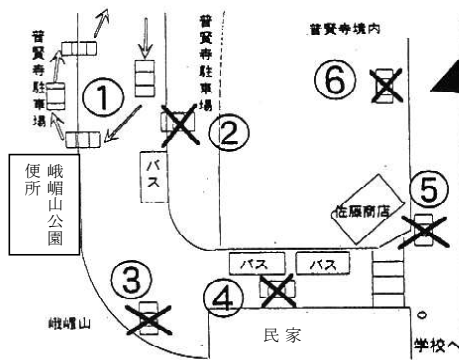 普賢寺駐車場
普賢寺駐車場
普賢寺境内
①
②
⑥
バス
峨嵋山公園
便所
佐藤商店
⑤
バス
バス
③
④
峨嵋山
民家
学校へ